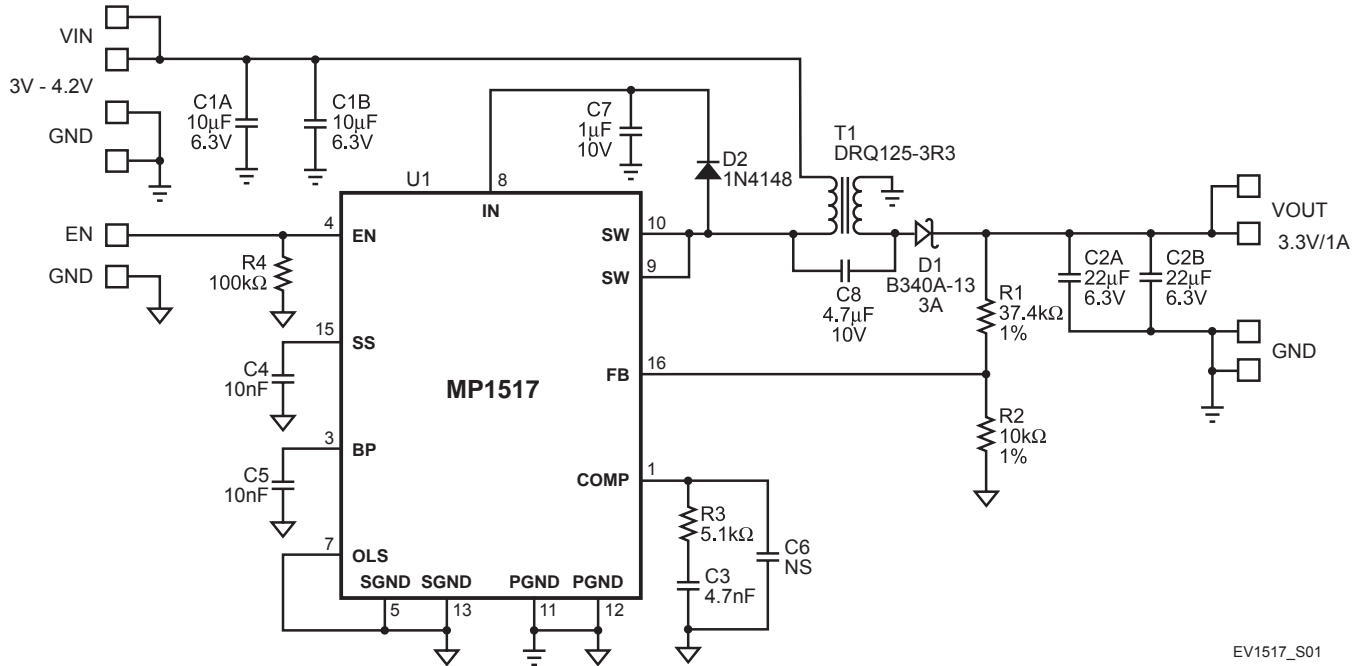 VIN
3V - 4.2V
GND
C1A
10μF
6.3V
C1B
10μF
6.3V
C7
1μF
10V
D2
1N4148
T1
DRQ125-3R3
U1
8
IN
EN
4
EN
GND
R4
100kΩ
SW
10
SW
9
C8
4.7μF
10V
D1
B340A-13
3A
R1
37.4kΩ
1%
C2A
22μF
6.3V
C2B
22μF
6.3V
VOUT
3.3V/1A
GND
15
SS
C4
10nF
MP1517
FB
16
R2
10kΩ
1%
3
BP
C5
10nF
COMP
1
R3
5.1kΩ
C6
NS
C3
4.7nF
7
OLS
SGND
SGND
PGND
PGND
5
13
11
12
EV1517_S01